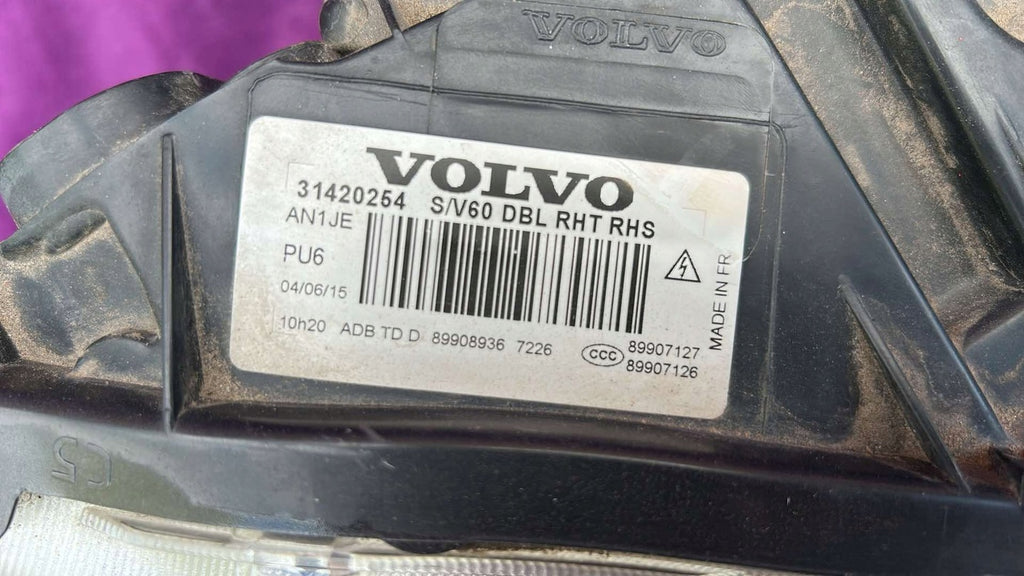 VOLVO
VOLVO
31420254 S/V60 DBL RHT RHS
AN1JE
PU6
04/06/15
10h20 ADB TD D 89908936 7226 CCC 89907127
89907126
MADE IN FR
C5